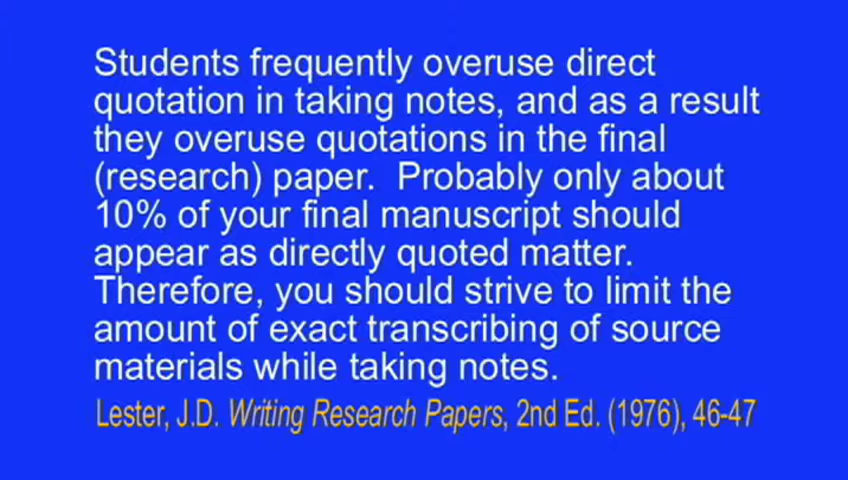 Students frequently overuse direct
quotation in taking notes, and as a result
they overuse quotations in the final
(research) paper.  Probably only about
10% of your final manuscript should
appear as directly quoted matter.
Therefore, you should strive to limit the
amount of exact transcribing of source
materials while taking notes.
Lester, J.D. Writing Research Papers, 2nd Ed. (1976), 46-47